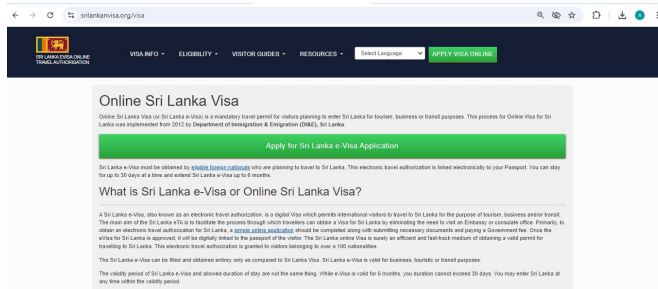 srilankanvisa.org/visa
SRI LANKA EVISA ONLINE
TRAVEL AUTHORISATION
VISA INFO
ELIGIBILITY
VISITOR GUIDES
RESOURCES
Select Language
APPLY VISA ONLINE
Online Sri Lanka Visa
Online Sri Lanka Visa (or Sri Lanka e-Visa) is a mandatory travel permit for visitors planning to enter Sri Lanka for tourism, business or transit purposes. This process for Online Visa for Sri
Lanka was implemented from 2012 by Department of Immigration & Emigration (DI&E), Sri Lanka.
Apply for Sri Lanka e-Visa Application
Sri Lanka e-Visa must be obtained by eligible foreign nationals who are planning to travel to Sri Lanka. This electronic travel authorization is linked electronically to your Passport. You can stay
for up to 30 days at a time and extend Sri Lanka e-Visa up to 6 months.
What is Sri Lanka e-Visa or Online Sri Lanka Visa?
A Sri Lanka e-Visa, also known as an electronic travel authorization, is a digital Visa which permits international visitors to travel to Sri Lanka for the purpose of tourism, business and/or transit.
The main aim of the Sri Lanka eTA is to facilitate the process through which travellers can obtain a Visa for Sri Lanka by eliminating the need to visit an Embassy or consulate office. Primarily, to
obtain an electronic travel authorization for Sri Lanka, a simple online application should be completed along with submitting necessary documents and paying a Government fee. Once the
eVisa for Sri Lanka is approved, it will be digitally linked to the passport of the visitor. The Sri Lanka online Visa is surely an efficient and fast-track medium of obtaining a valid permit for
travelling to Sri Lanka. This electronic travel authorization is granted to visitors belonging to over a 100 nationalities.
The Sri Lanka e-Visa can be filled and obtained entirey only as compared to Sri Lanka Visa. Sri Lanka e-Visa is valid for business, touristic or transit purposes.
The validity period of Sri Lanka e-Visa and allowed duration of stay are not the same thing. While e-Visa is valid for 6 months, you duration cannot exceed 30 days. You may enter Sri Lanka at
any time within the validity period.